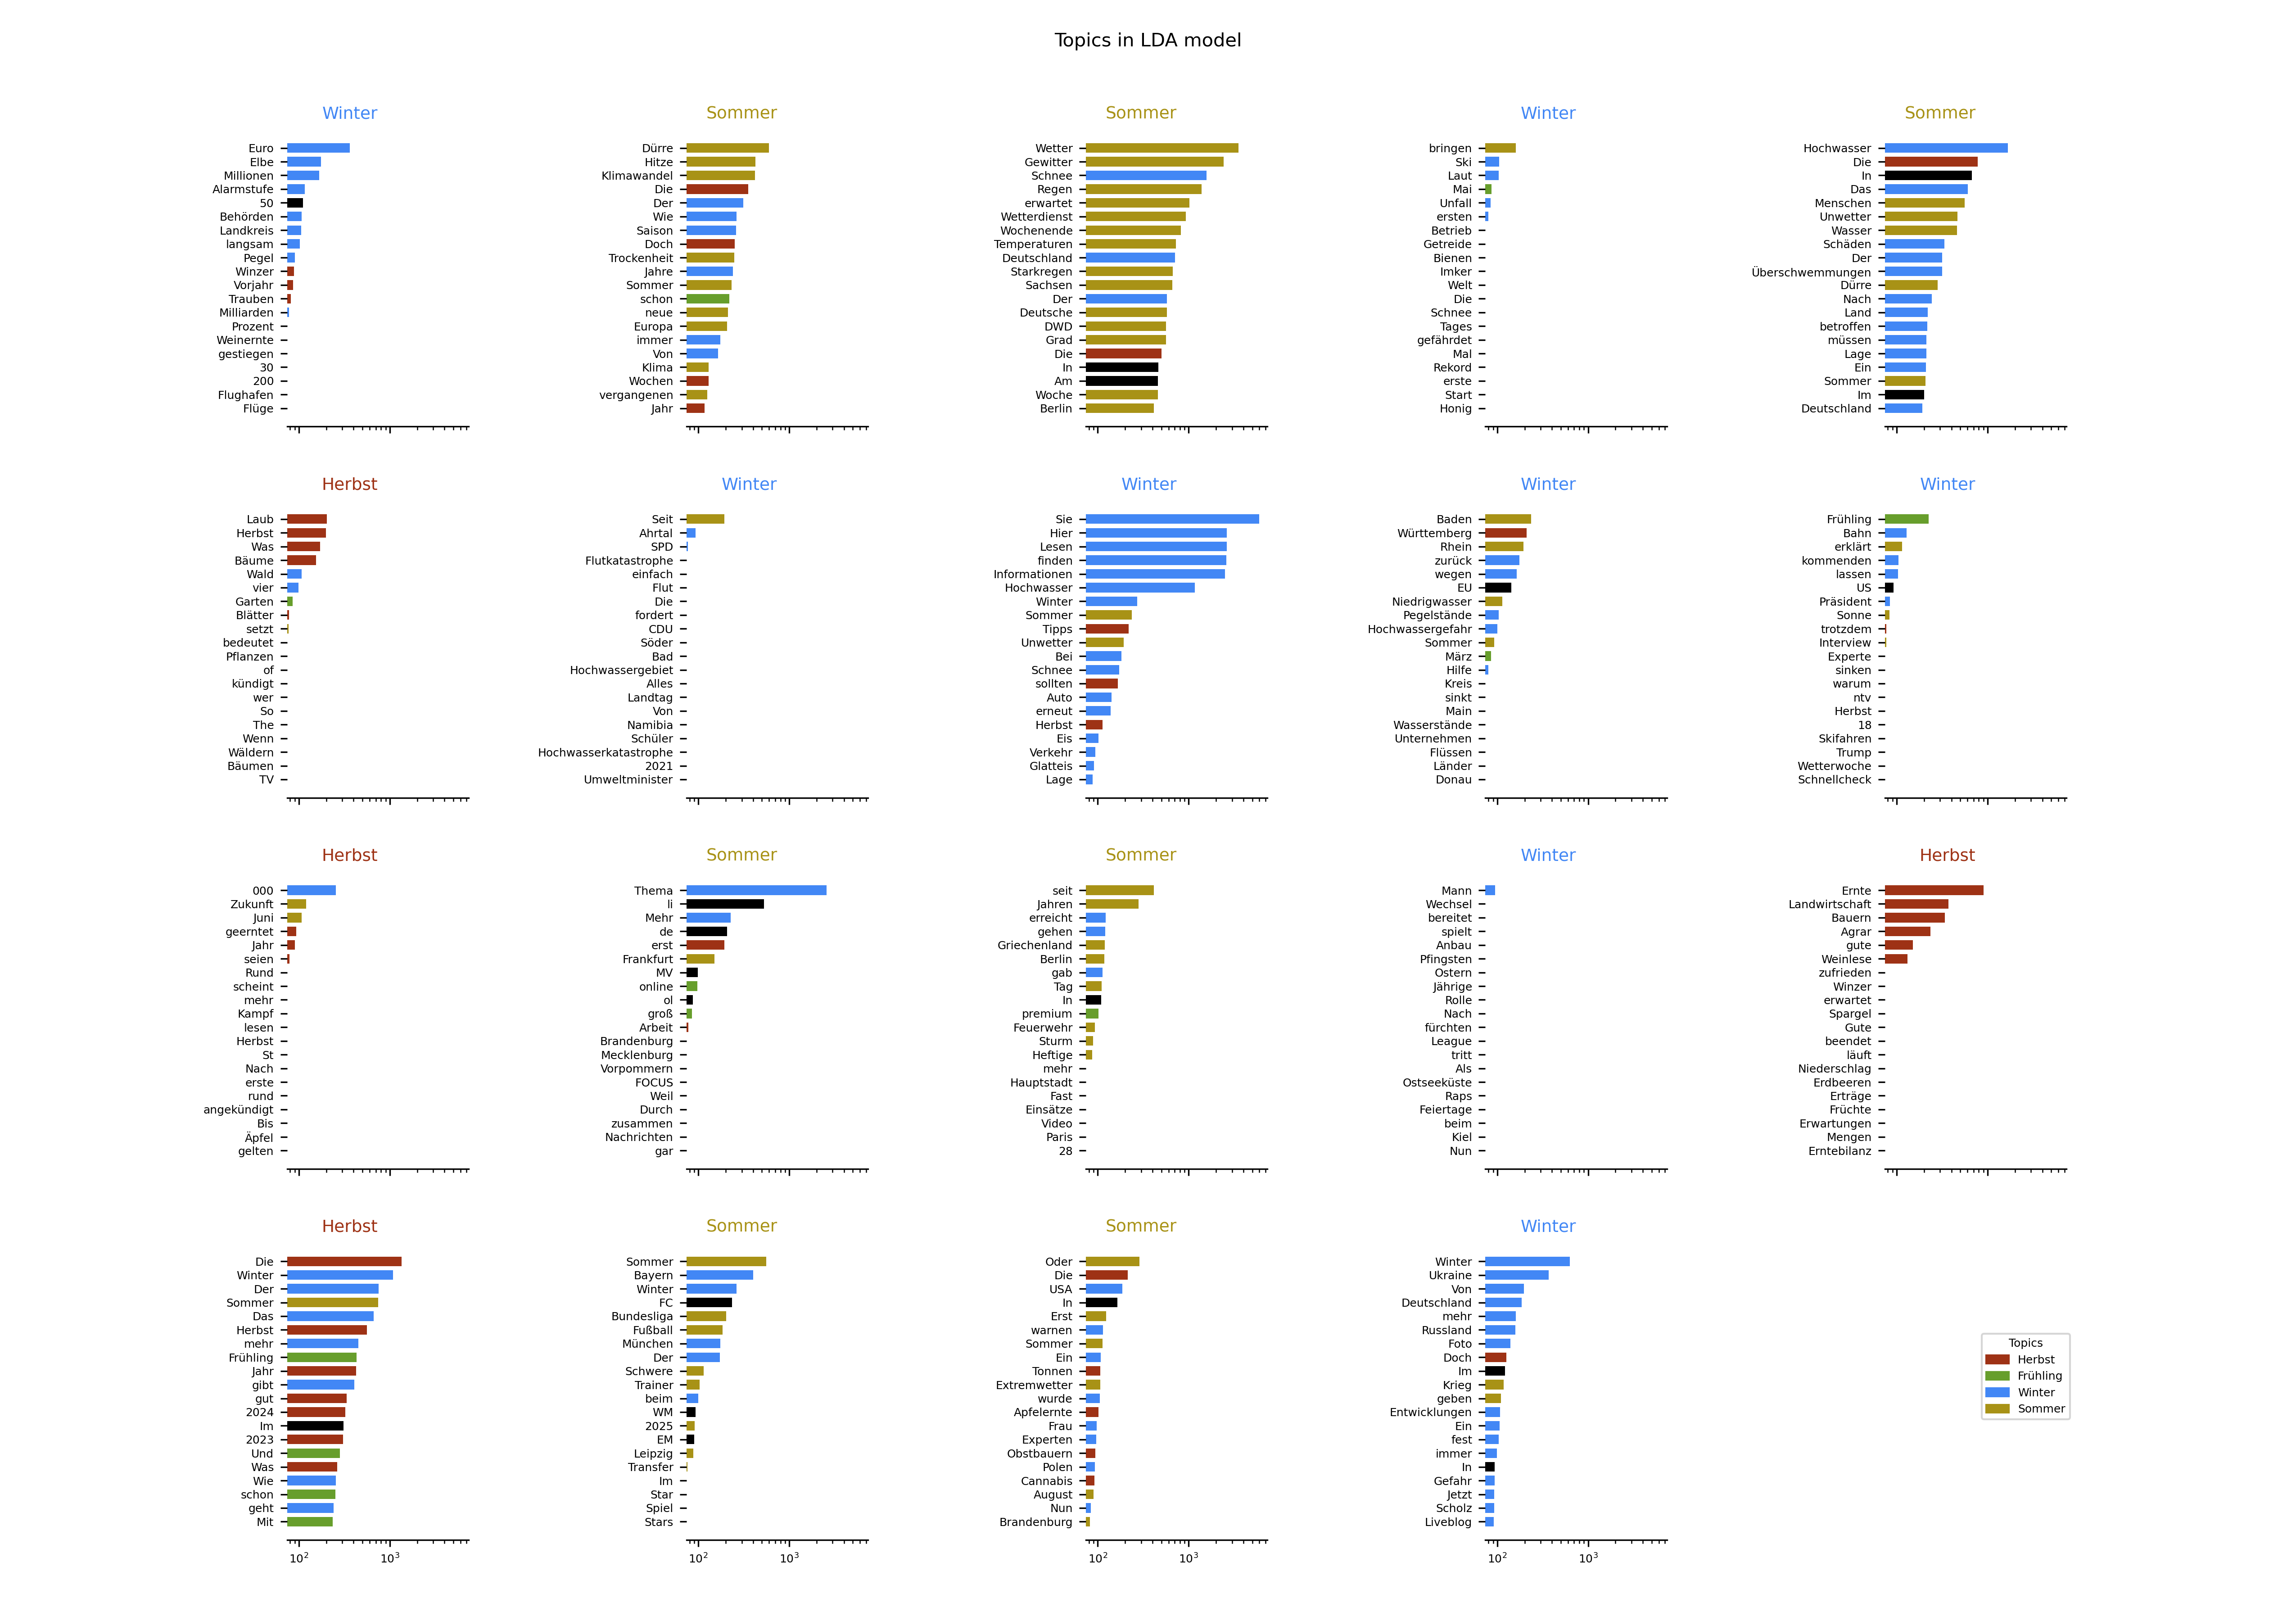 Topics in LDA model
Winter
Euro
Elbe
Millionen
Alarmstufe
50
Behörden
Landkreis
langsam
Pegel
Winzer
Vorjahr
Trauben
Milliarden
Prozent
Weinernte
gestiegen
30
200
Flughafen
Flüge
Sommer
Dürre
Hitze
Klimawandel
Die
Der
Wie
Saison
Doch
Trockenheit
Jahre
Sommer
schon
neue
Europa
immer
Von
Klima
Wochen
vergangenen
Jahr
Sommer
Wetter
Gewitter
Schnee
Regen
erwartet
Wetterdienst
Wochenende
Temperaturen
Deutschland
Starkregen
Sachsen
Der
Deutsche
DWD
Grad
Die
In
Am
Woche
Berlin
Winter
bringen
Ski
Laut
Mai
Unfall
ersten
Betrieb
Getreide
Bienen
Imker
Welt
Die
Schnee
Tages
gefährdet
Mal
Rekord
erste
Start
Honig
Sommer
Hochwasser
Die
In
Das
Menschen
Unwetter
Wasser
Schäden
Der
Überschwemmungen
Dürre
Nach
Land
betroffen
müssen
Lage
Ein
Sommer
Im
Deutschland
Herbst
Laub
Herbst
Was
Bäume
Wald
vier
Garten
Blätter
setzt
bedeutet
Pflanzen
of
kündigt
wer
So
The
Wenn
Wäldern
Bäumen
TV
Winter
Seit
Ahrtal
SPD
Flutkatastrophe
einfach
Flut
Die
fordert
CDU
Söder
Bad
Hochwassergebiet
Alles
Landtag
Von
Namibia
Schüler
Hochwasserkatastrophe
2021
Umweltminister
Winter
Sie
Hier
Lesen
finden
Informationen
Hochwasser
Winter
Sommer
Tipps
Unwetter
Bei
Schnee
sollten
Auto
erneut
Herbst
Eis
Verkehr
Glatteis
Lage
Winter
Baden
Württemberg
Rhein
zurück
wegen
EU
Niedrigwasser
Pegelstände
Hochwassergefahr
Sommer
März
Hilfe
Kreis
sinkt
Main
Wasserstände
Unternehmen
Flüssen
Länder
Donau
Winter
Frühling
Bahn
erklärt
kommenden
lassen
US
Präsident
Sonne
trotzdem
Interview
Experte
sinken
warum
ntv
Herbst
18
Skifahren
Trump
Wetterwoche
Schnellcheck
Herbst
000
Zukunft
Juni
geerntet
Jahr
seien
Rund
scheint
mehr
Kampf
lesen
Herbst
St
Nach
erste
rund
angekündigt
Bis
Äpfel
gelten
Sommer
Thema
li
Mehr
de
erst
Frankfurt
MV
online
ol
groß
Arbeit
Brandenburg
Mecklenburg
Vorpommern
FOCUS
Weil
Durch
zusammen
Nachrichten
gar
Sommer
seit
Jahren
erreicht
gehen
Griechenland
Berlin
gab
Tag
In
premium
Feuerwehr
Sturm
Heftige
mehr
Hauptstadt
Fast
Einsätze
Video
Paris
28
Winter
Mann
Wechsel
bereitet
spielt
Anbau
Pfingsten
Ostern
Jährige
Rolle
Nach
fürchten
League
tritt
Als
Ostseeküste
Raps
Feiertage
beim
Kiel
Nun
Herbst
Ernte
Landwirtschaft
Bauern
Agrar
gute
Weinlese
zufrieden
Winzer
erwartet
Spargel
Gute
beendet
läuft
Niederschlag
Erdbeeren
Erträge
Früchte
Erwartungen
Mengen
Erntebilanz
Herbst
Die
Winter
Der
Sommer
Das
Herbst
mehr
Frühling
Jahr
gibt
gut
2024
Im
2023
Und
Was
Wie
schon
geht
Mit
10² 10³
Sommer
Sommer
Bayern
Winter
FC
Bundesliga
Fußball
München
Der
Schwere
Trainer
beim
WM
2025
EM
Leipzig
Transfer
Im
Star
Spiel
Stars
10² 10³
Sommer
Oder
Die
USA
In
Erst
warnen
Sommer
Ein
Tonnen
Extremwetter
wurde
Apfelernte
Frau
Experten
Obstbauern
Polen
Cannabis
August
Nun
Brandenburg
10² 10³
Winter
Winter
Ukraine
Von
Deutschland
mehr
Russland
Foto
Doch
Im
Krieg
geben
Entwicklungen
Ein
fest
immer
In
Gefahr
Jetzt
Scholz
Liveblog
10² 10³
Topics
Herbst
Frühling
Winter
Sommer